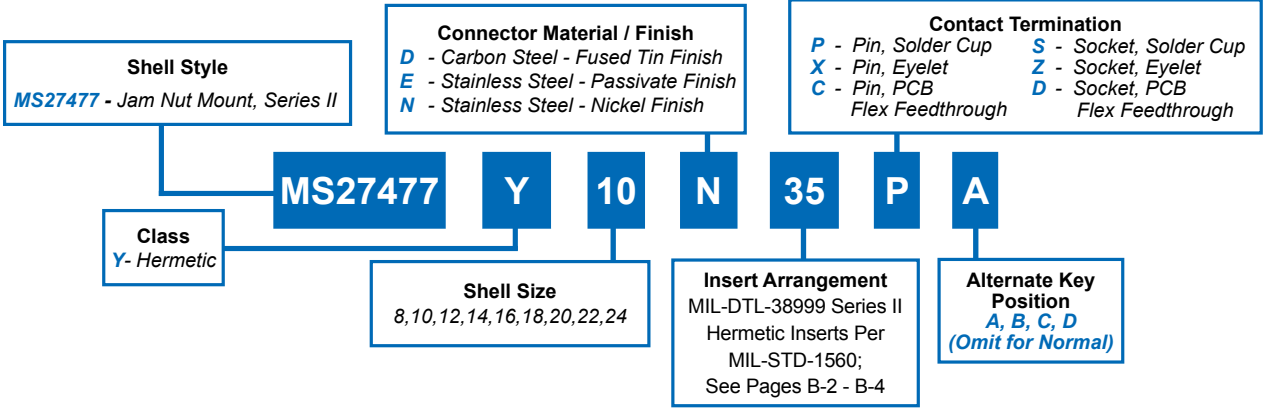 Shell Style
MS27477 - Jam Nut Mount, Series II
Connector Material / Finish
D - Carbon Steel - Fused Tin Finish
E - Stainless Steel - Passivate Finish
N - Stainless Steel - Nickel Finish
Contact Termination
P - Pin, Solder Cup
X - Pin, Eyelet
C - Pin, PCB
Flex Feedthrough
S - Socket, Solder Cup
Z - Socket, Eyelet
D - Socket, PCB
Flex Feedthrough
MS27477 Y 10 N 35 P A
Class
Y- Hermetic
Shell Size
8,10,12,14,16,18,20,22,24
Insert Arrangement
MIL-DTL-38999 Series II
Hermetic Inserts Per
MIL-STD-1560;
See Pages B-2 - B-4
Alternate Key
Position
A, B, C, D
(Omit for Normal)